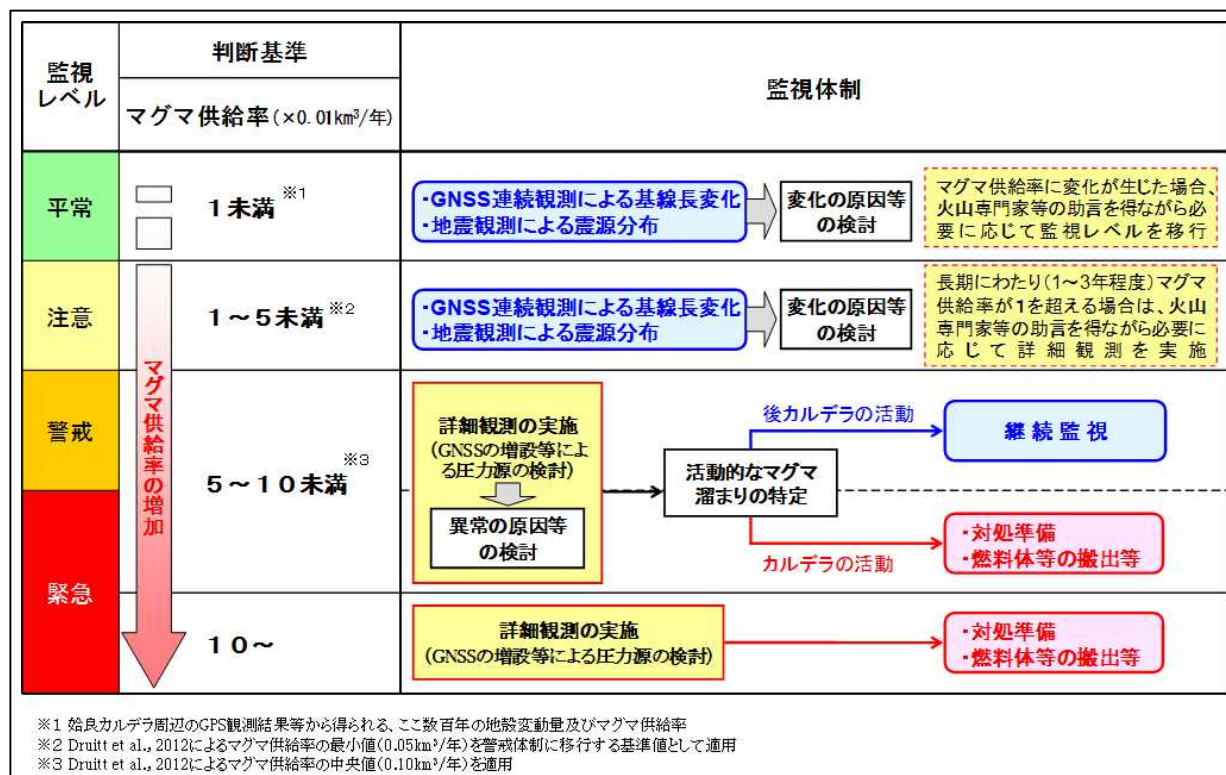 監視
レベル
判断基準
マグマ供給率(×0.01km³/年)
監視体制
平常
1未満 ※1
・GNSS連続観測による基線長変化
・地震観測による震源分布
変化の原因等
の検討
マグマ供給率に変化が生じた場合、
火山専門家等の助言を得ながら必
要に応じて監視レベルを移行
注意
1～5未満 ※2
・GNSS連続観測による基線長変化
・地震観測による震源分布
変化の原因等
の検討
長期にわたり(1~3年程度)マグマ
供給率が1を超える場合は、火山
専門家等の助言を得ながら必要に
応じて詳細観測を実施
マグマ供給率の増加
警戒
緊急
5～10未満 ※3
詳細観測の実施
(GNSSの増設等によ
る圧力源の検討)
異常の原因等
の検討
活動的なマグマ
溜まりの特定
後カルデラの活動
継続監視
カルデラの活動
・対処準備
・燃料体等の搬出等
10～
詳細観測の実施
(GNSSの増設等による圧力源の検討)
・対処準備
・燃料体等の搬出等
※1 姶良カルデラ周辺のGPS観測結果等から得られる、ここ数百年の地殻変動量及びマグマ供給率
※2 Druitt et al., 2012によるマグマ供給率の最小値(0.05km³/年)を警戒体制に移行する基準値として適用
※3 Druitt et al., 2012によるマグマ供給率の中央値(0.10km³/年)を適用